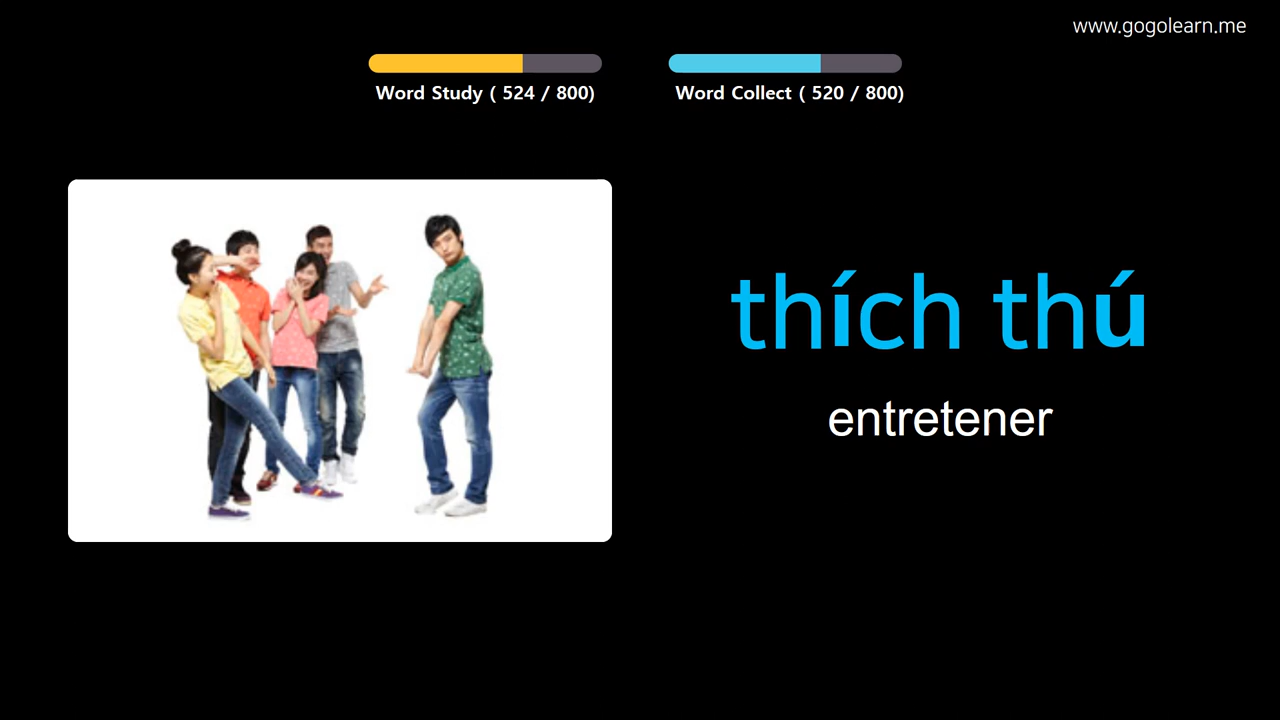 www.gogolearn.me
Word Study ( 524 / 800)
Word Collect ( 520 / 800)
thích thú
entretener